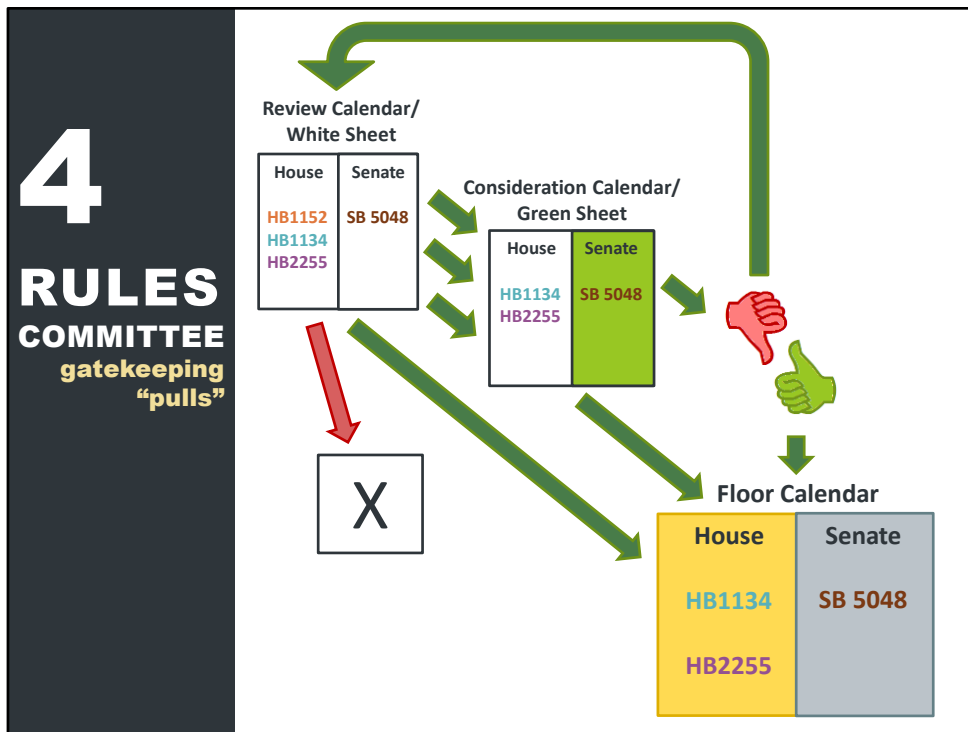 4
RULES
COMMITTEE
gatekeeping
“pulls”
Review Calendar/
White Sheet
House Senate
HB1152 SB 5048
HB1134
HB2255
Consideration Calendar/
Green Sheet
House Senate
HB1134 SB 5048
HB2255
X
Floor Calendar
House Senate
HB1134 SB 5048
HB2255